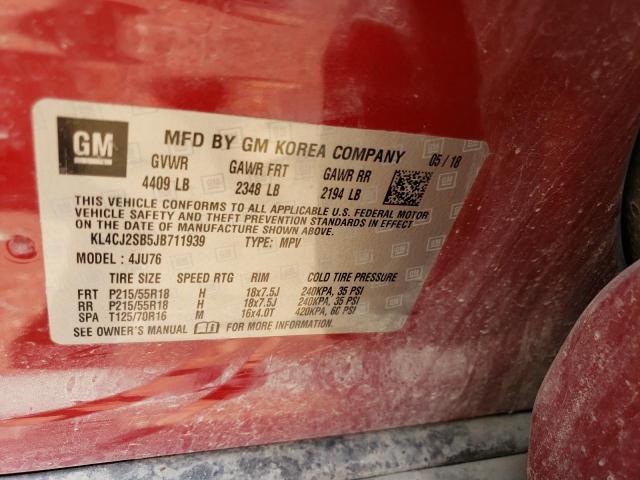 GM
MFD BY GM KOREA COMPANY 05/18
GVWR GAWR FRT GAWR RR
4409 LB 2348 LB 2194 LB
THIS VEHICLE CONFORMS TO ALL APPLICABLE U.S. FEDERAL MOTOR
VEHICLE SAFETY AND THEFT PREVENTION STANDARDS IN EFFECT
ON THE DATE OF MANUFACTURE SHOWN ABOVE.
KL4CJ2SB5JB711939 TYPE: MPV
MODEL: 4JU76
TIRE SIZE SPEED RTG RIM COLD TIRE PRESSURE
FRT P215/55R18 H 18x7.5J 240KPA, 35 PSI
RR P215/55R18 H 18x7.5J 240KPA, 35 PSI
SPA T125/70R16 M 16x4.0T 420KPA, 60 PSI
SEE OWNER'S MANUAL FOR MORE INFORMATION.